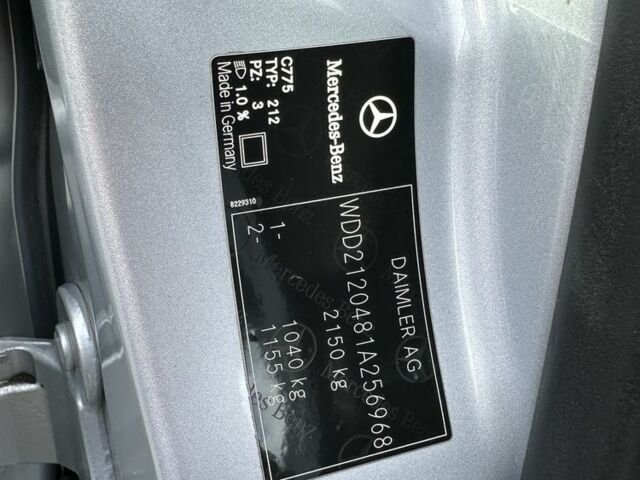 Mercedes-Benz
C775
TYP: 212
PZ: 3
1.0 %
Made in Germany
8229310
DAIMLER AG
WDD2120481A256968
2150 kg
1- 1040 kg
2- 1155 kg